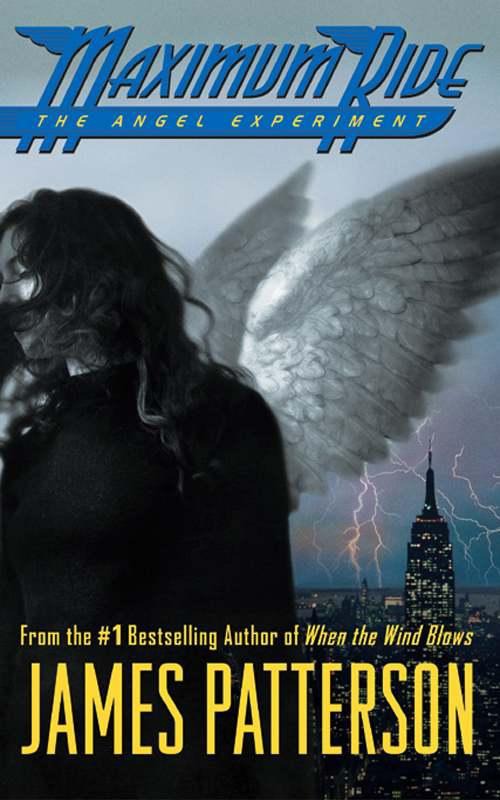 MAXIMUM RIDE
THE ANGEL EXPERIMENT
From the #1 Bestselling Author of When the Wind Blows
JAMES PATTERSON